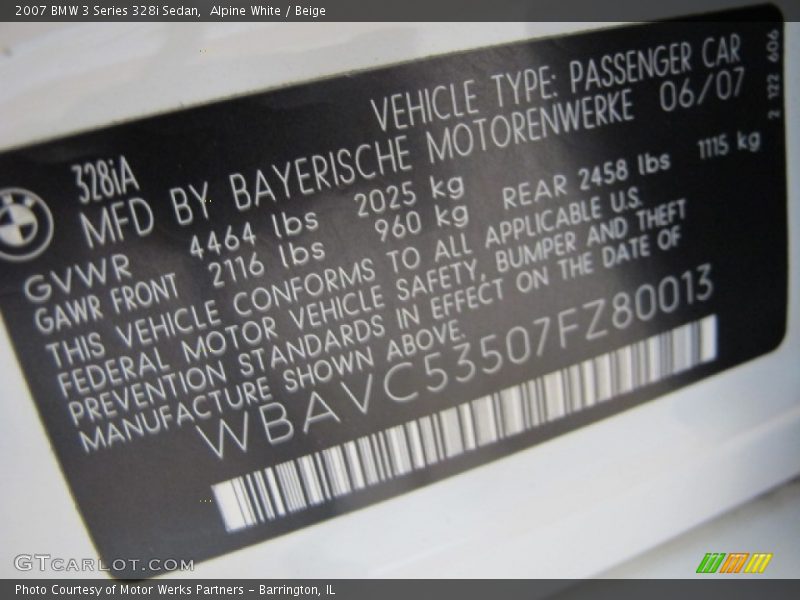 2007 BMW 3 Series 328i Sedan,  Alpine White / Beige
VEHICLE TYPE: PASSENGER CAR
328iA
MFD BY BAYERISCHE MOTORENWERKE 06/07
GVWR 4464 lbs 2025 kg
GAWR FRONT 2116 lbs 960 kg REAR 2458 lbs 1115 kg
THIS VEHICLE CONFORMS TO ALL APPLICABLE U.S.
FEDERAL MOTOR VEHICLE SAFETY, BUMPER AND THEFT
PREVENTION STANDARDS IN EFFECT ON THE DATE OF
MANUFACTURE SHOWN ABOVE.
WBAVC53507FZ80013
2 122 606
GTCARLOT.COM
Photo Courtesy of Motor Werks Partners – Barrington, IL